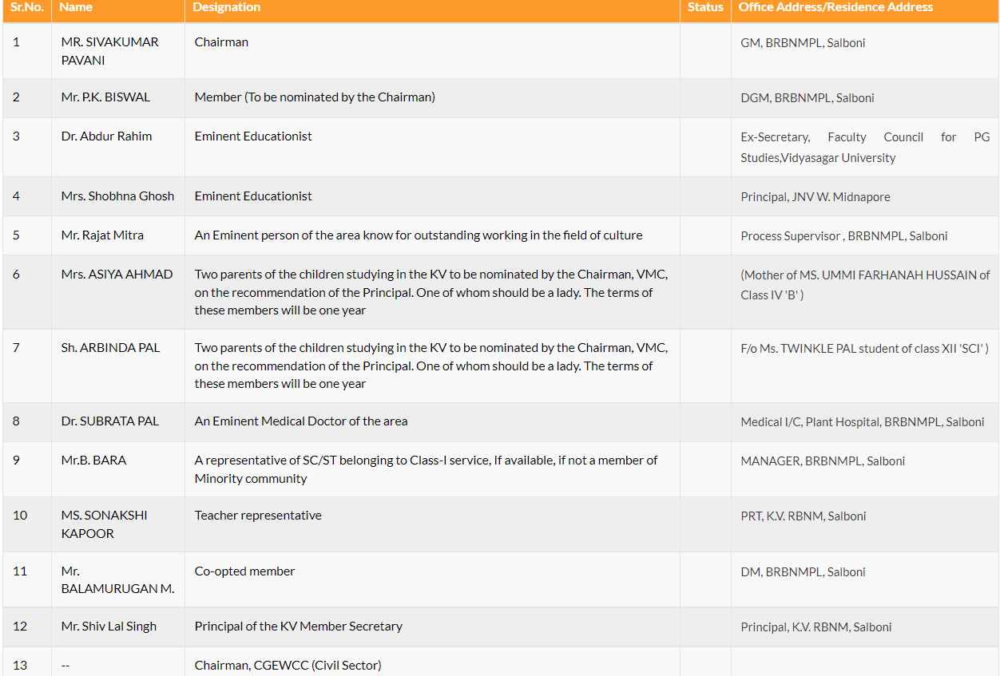 Sr.No. Name Designation Status Office Address/Residence Address
1 MR. SIVAKUMAR Chairman GM, BRBNMPL, Salboni
PAVANI
2 Mr. P.K. BISWAL Member (To be nominated by the Chairman) DGM, BRBNMPL, Salboni
3 Dr. Abdur Rahim Eminent Educationist Ex-Secretary, Faculty Council for PG
Studies,Vidyasagar University
4 Mrs. Shobhna Ghosh Eminent Educationist Principal, JNV W. Midnapore
5 Mr. Rajat Mitra An Eminent person of the area know for outstanding working in the field of culture Process Supervisor , BRBNMPL, Salboni
6 Mrs. ASIYA AHMAD Two parents of the children studying in the KV to be nominated by the Chairman, VMC, (Mother of MS. UMMI FARHANAH HUSSAIN of
on the recommendation of the Principal. One of whom should be a lady. The terms of Class IV 'B' )
these members will be one year
7 Sh. ARBINDA PAL Two parents of the children studying in the KV to be nominated by the Chairman, VMC, F/o Ms. TWINKLE PAL student of class XII 'SCI' )
on the recommendation of the Principal. One of whom should be a lady. The terms of
these members will be one year
8 Dr. SUBRATA PAL An Eminent Medical Doctor of the area Medical I/C, Plant Hospital, BRBNMPL, Salboni
9 Mr.B. BARA A representative of SC/ST belonging to Class-I service, If available, if not a member of MANAGER, BRBNMPL, Salboni
Minority community
10 MS. SONAKSHI Teacher representative PRT, K.V. RBNM, Salboni
KAPOOR
11 Mr. Co-opted member DM, BRBNMPL, Salboni
BALAMURUGAN M.
12 Mr. Shiv Lal Singh Principal of the KV Member Secretary Principal, K.V. RBNM, Salboni
13 -- Chairman, CGEWCC (Civil Sector)